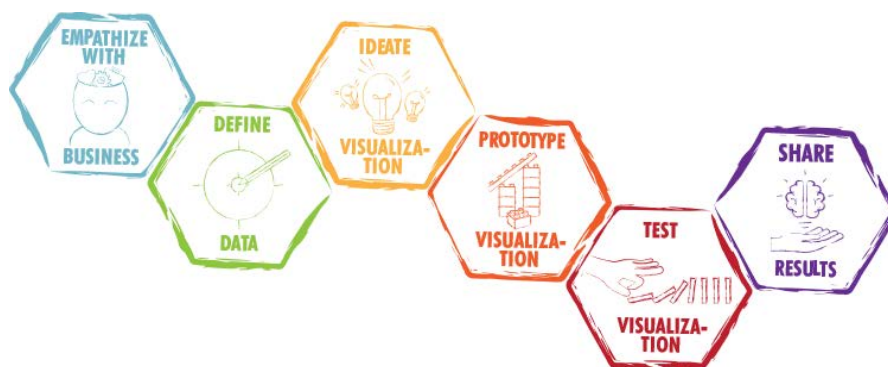 EMPATHIZE
WITH
BUSINESS
DEFINE
DATA
IDEATE
VISUALIZA-
TION
PROTOTYPE
VISUALIZA-
TION
TEST
VISUALIZA-
TION
SHARE
RESULTS